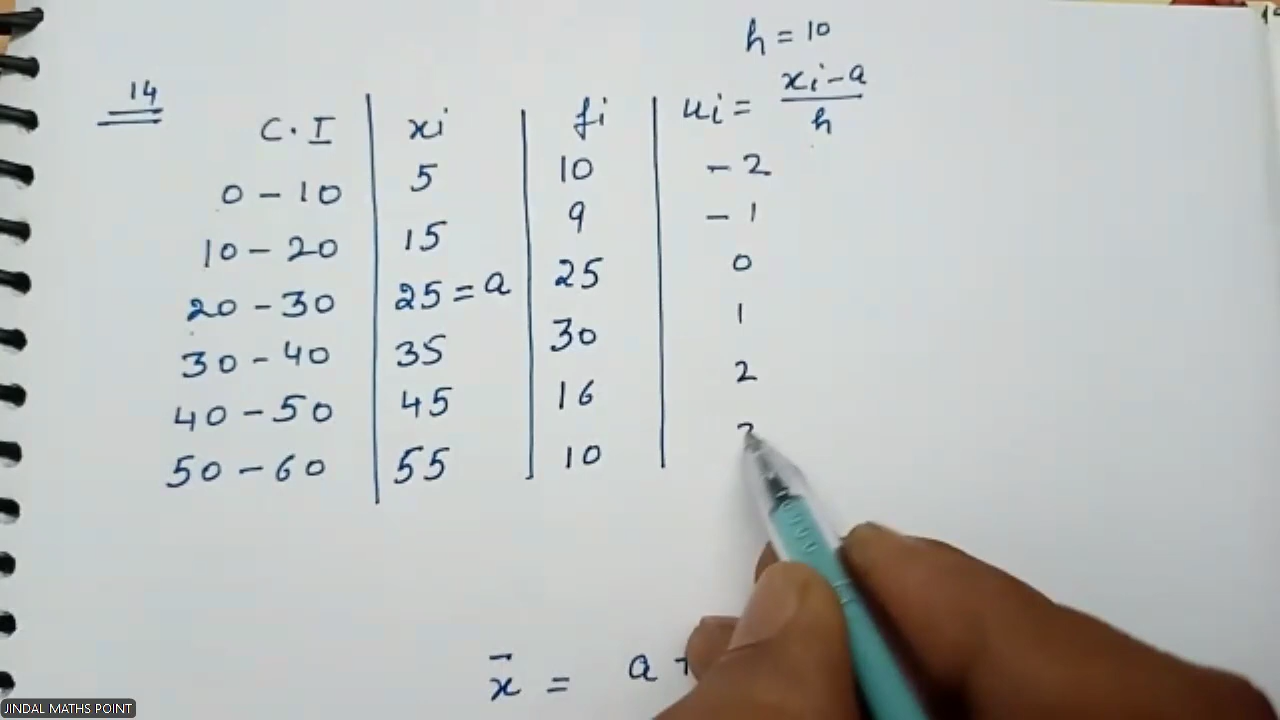 h = 10
14
C.I xi fi ui = xi - a / h
0 - 10 5 10 - 2
10 - 20 15 9 - 1
20 - 30 25 = a 25 0
30 - 40 35 30 1
40 - 50 45 16 2
50 - 60 55 10
x̄ = a +
JINDAL MATHS POINT